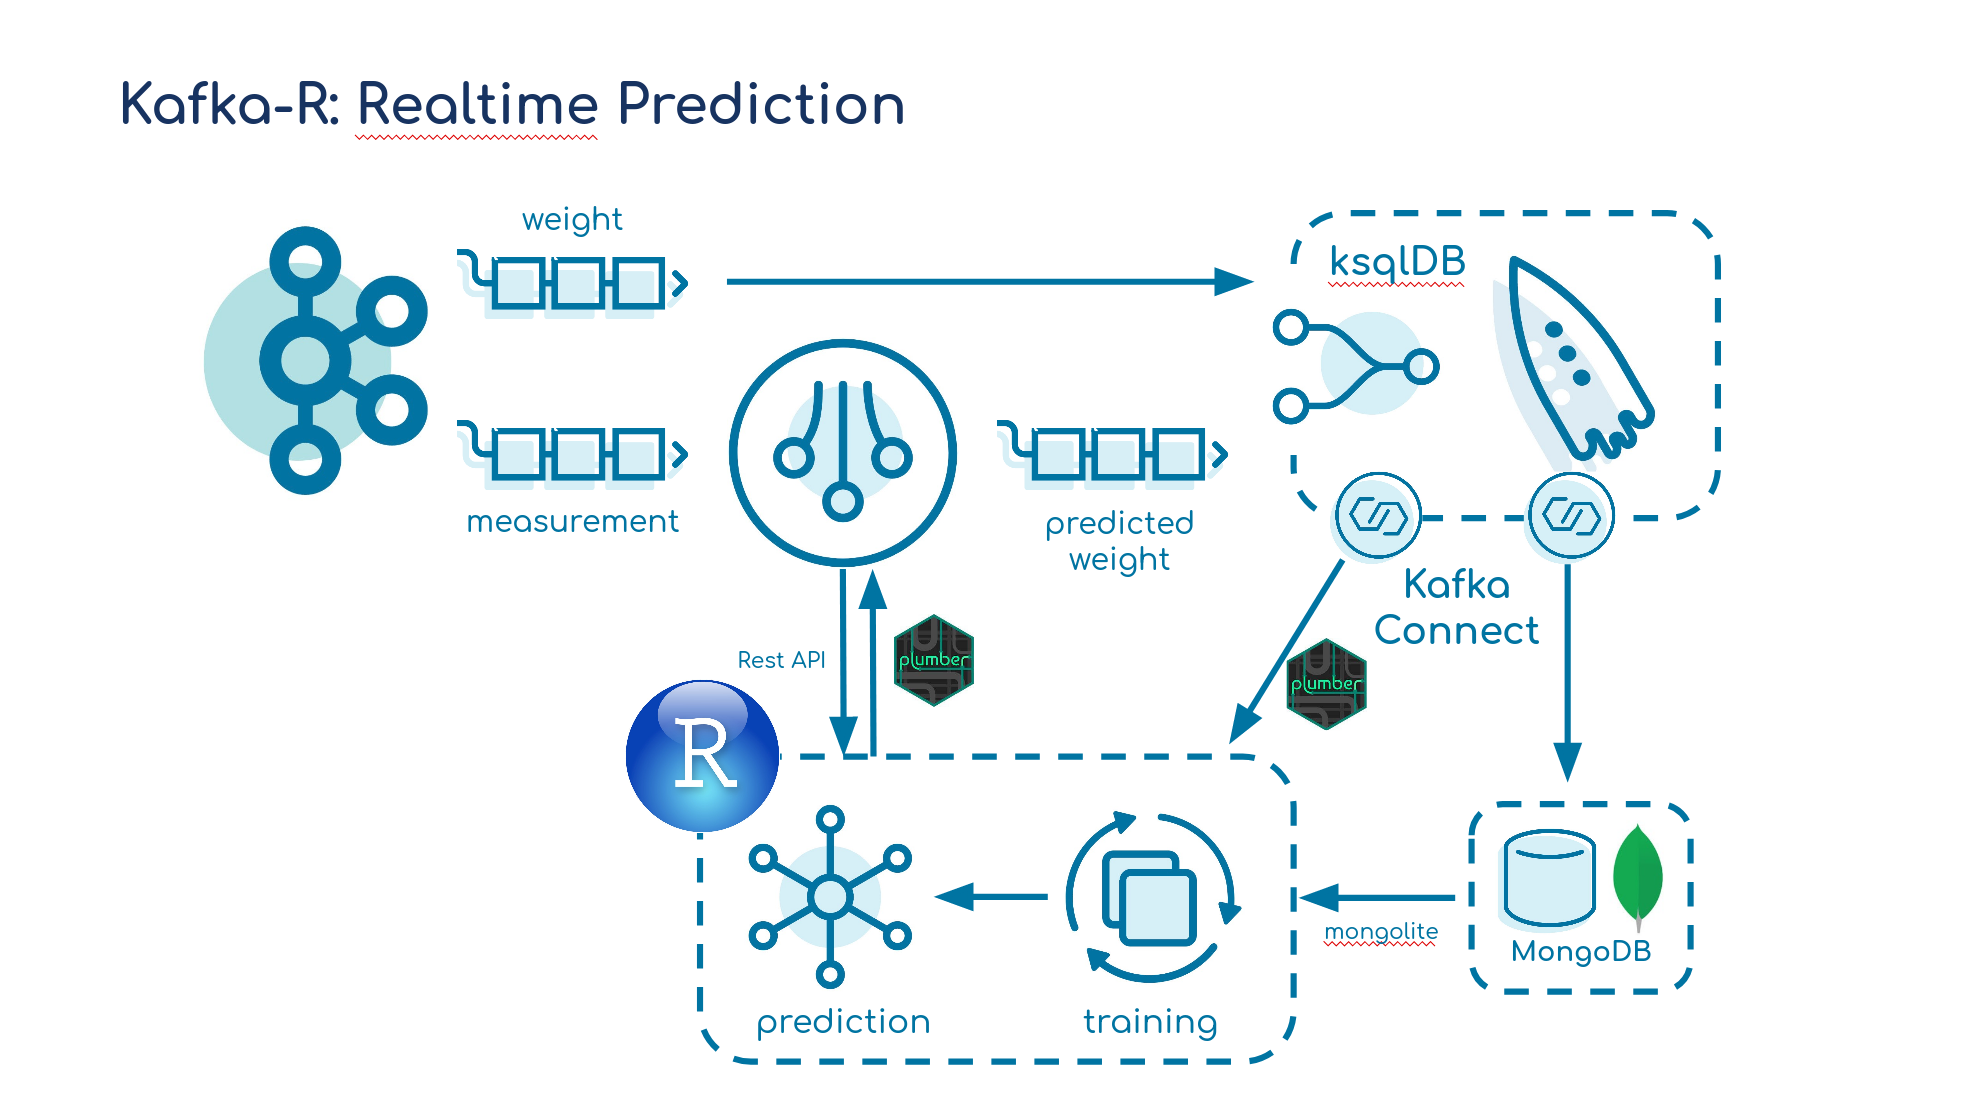 Kafka-R: Realtime Prediction
weight
ksqlDB
measurement
predicted
weight
Kafka
Connect
Rest API
plumber
plumber
R
mongolite
MongoDB
prediction
training